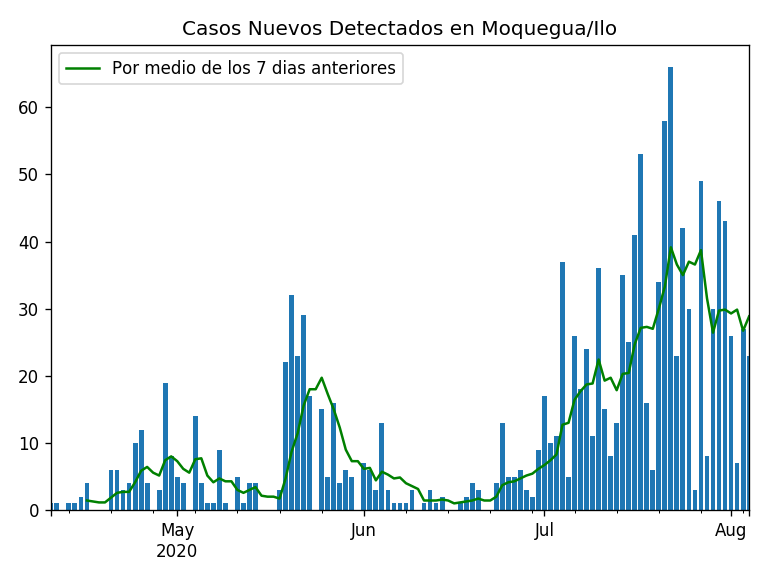 Casos Nuevos Detectados en Moquegua/Ilo
Por medio de los 7 dias anteriores
60
50
40
30
20
10
0
May
2020
Jun
Jul
Aug